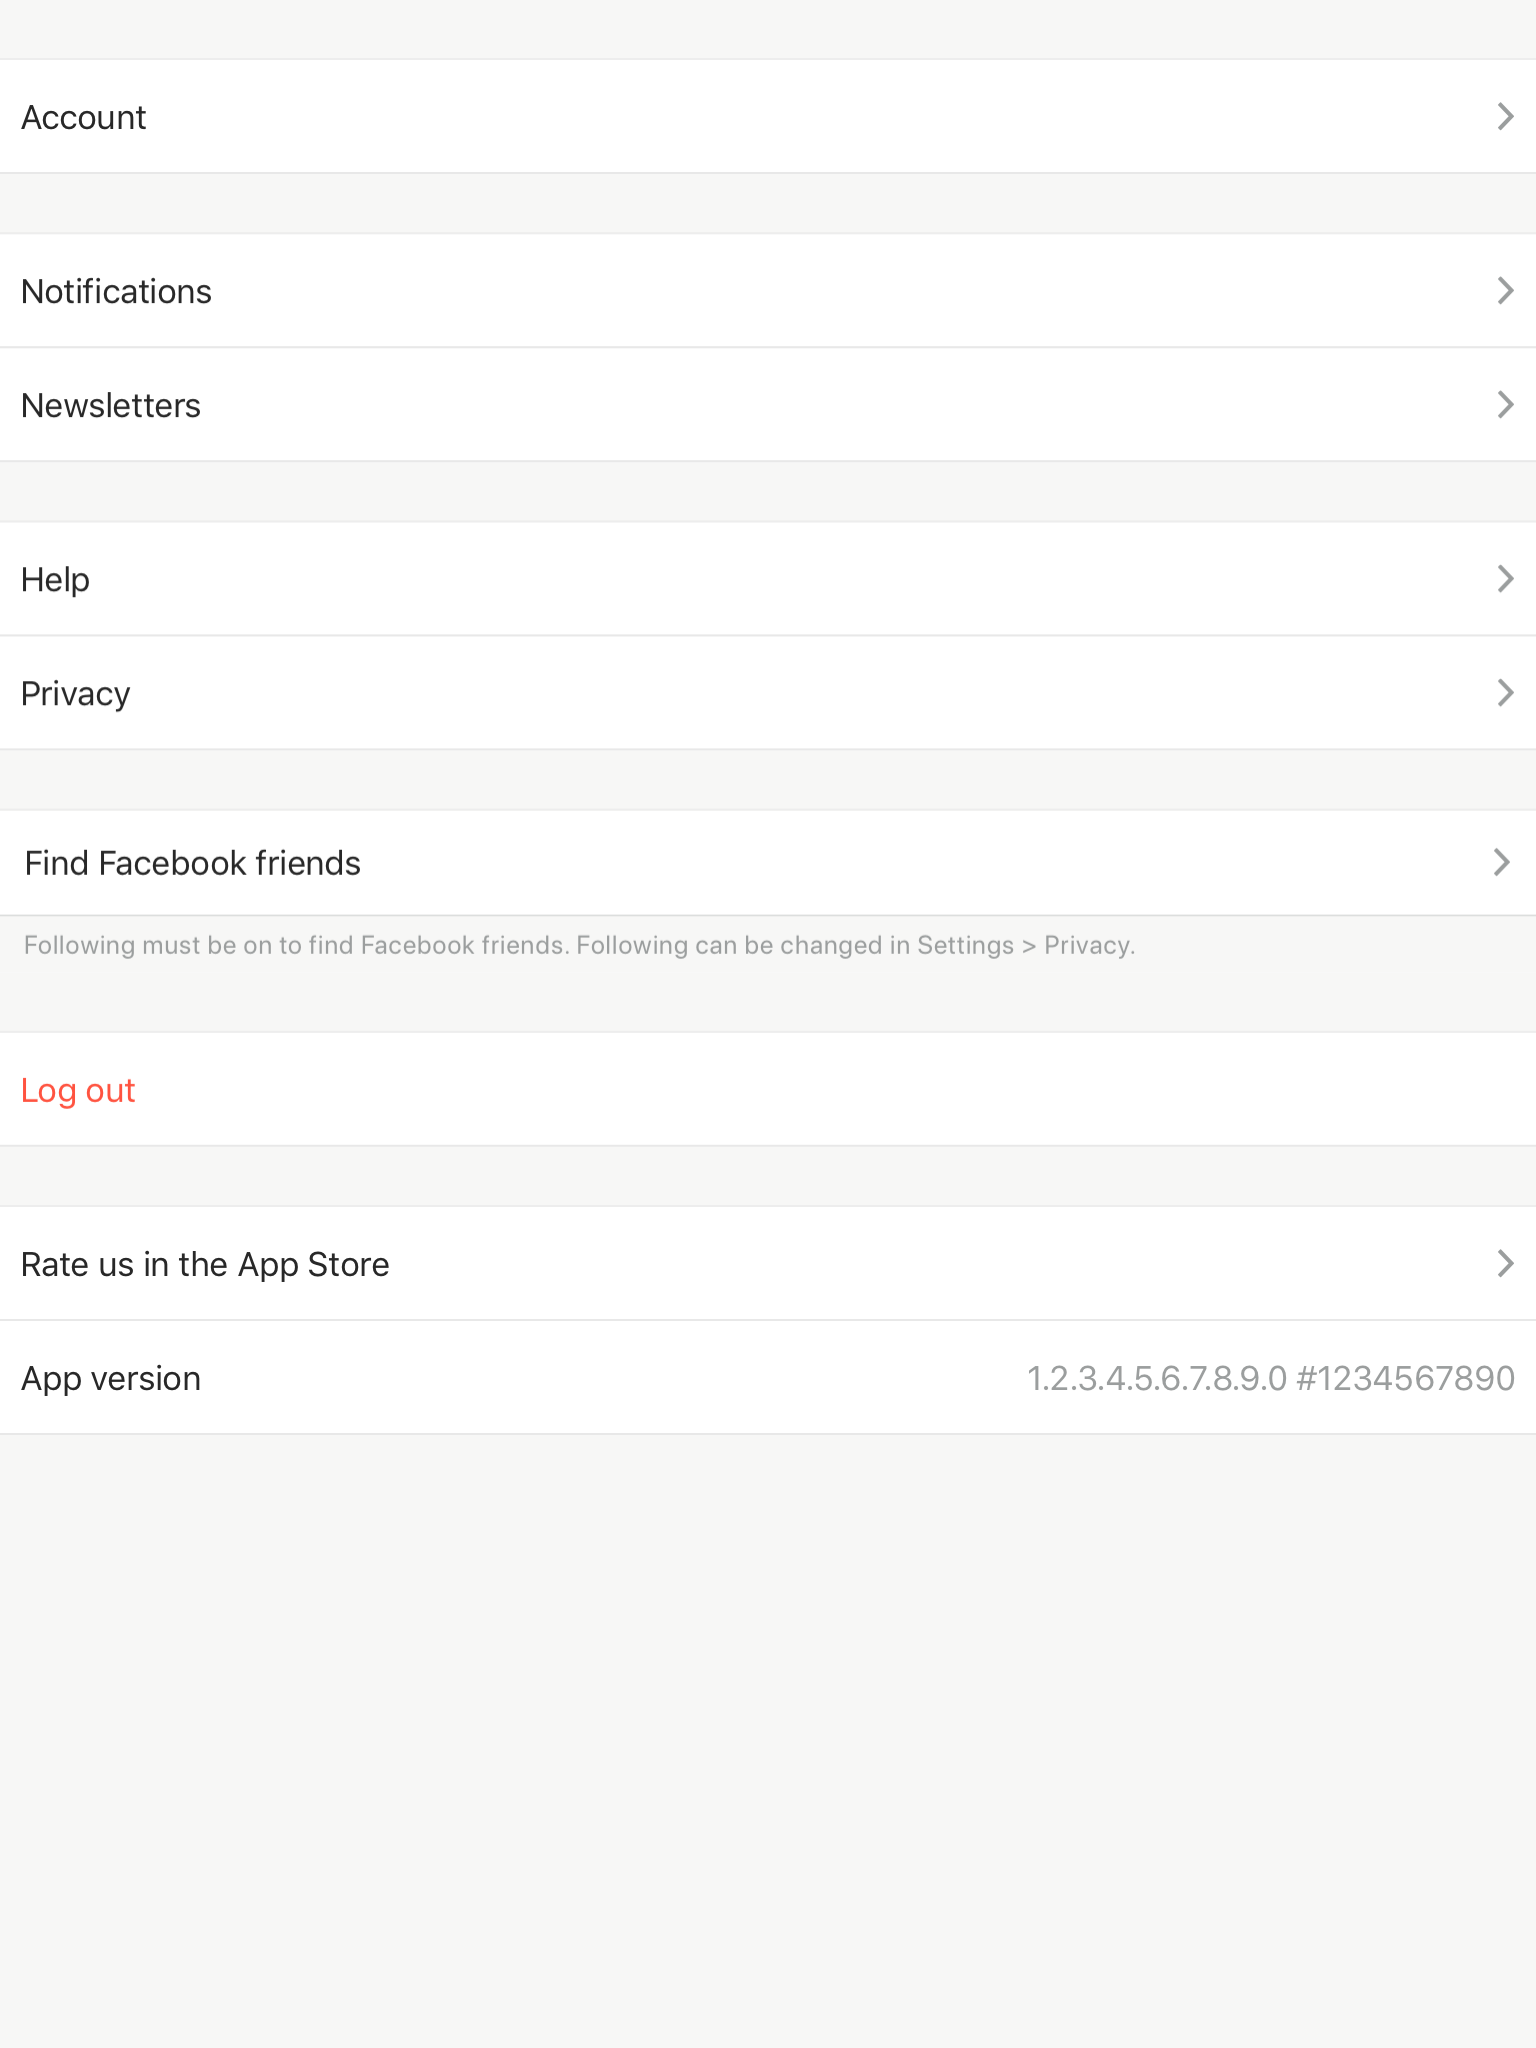 Account
Notifications
Newsletters
Help
Privacy
Find Facebook friends
Following must be on to find Facebook friends. Following can be changed in Settings > Privacy.
Log out
Rate us in the App Store
App version 1.2.3.4.5.6.7.8.9.0 #1234567890